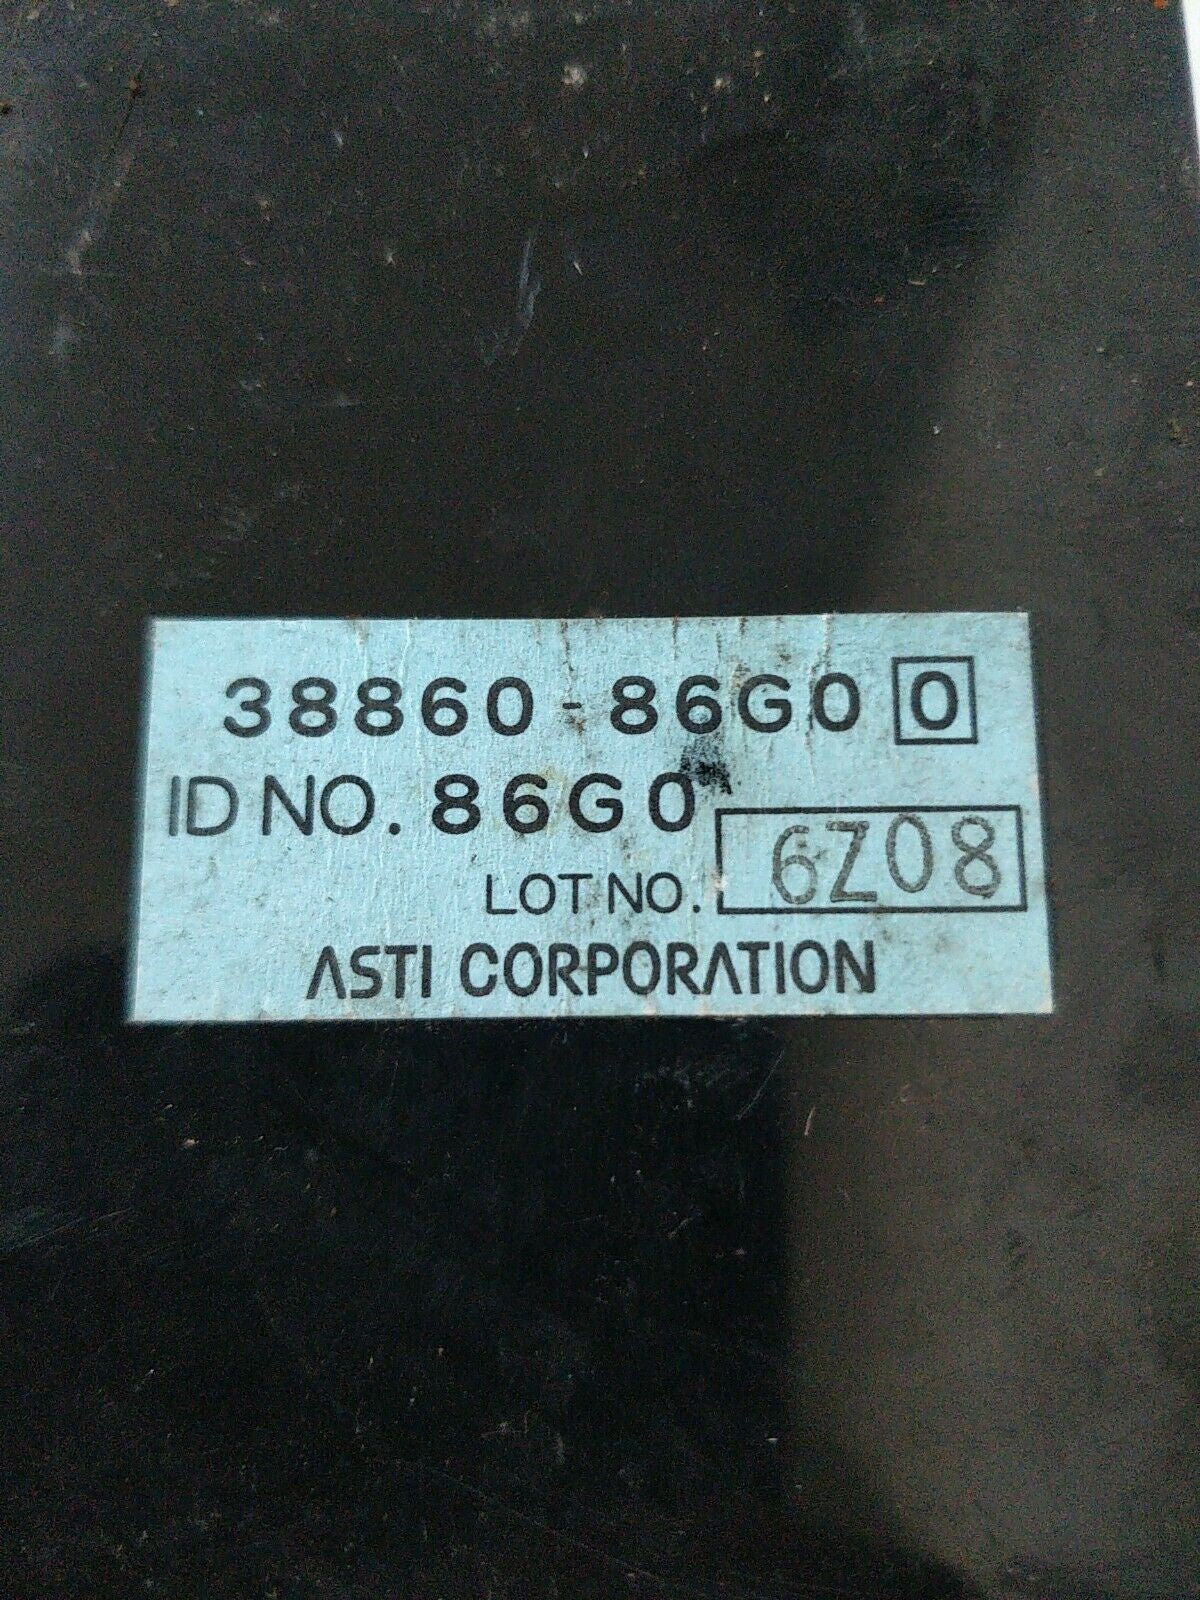 38860-86G0 0
ID NO. 86G0
LOT NO. 6Z08
ASTI CORPORATION